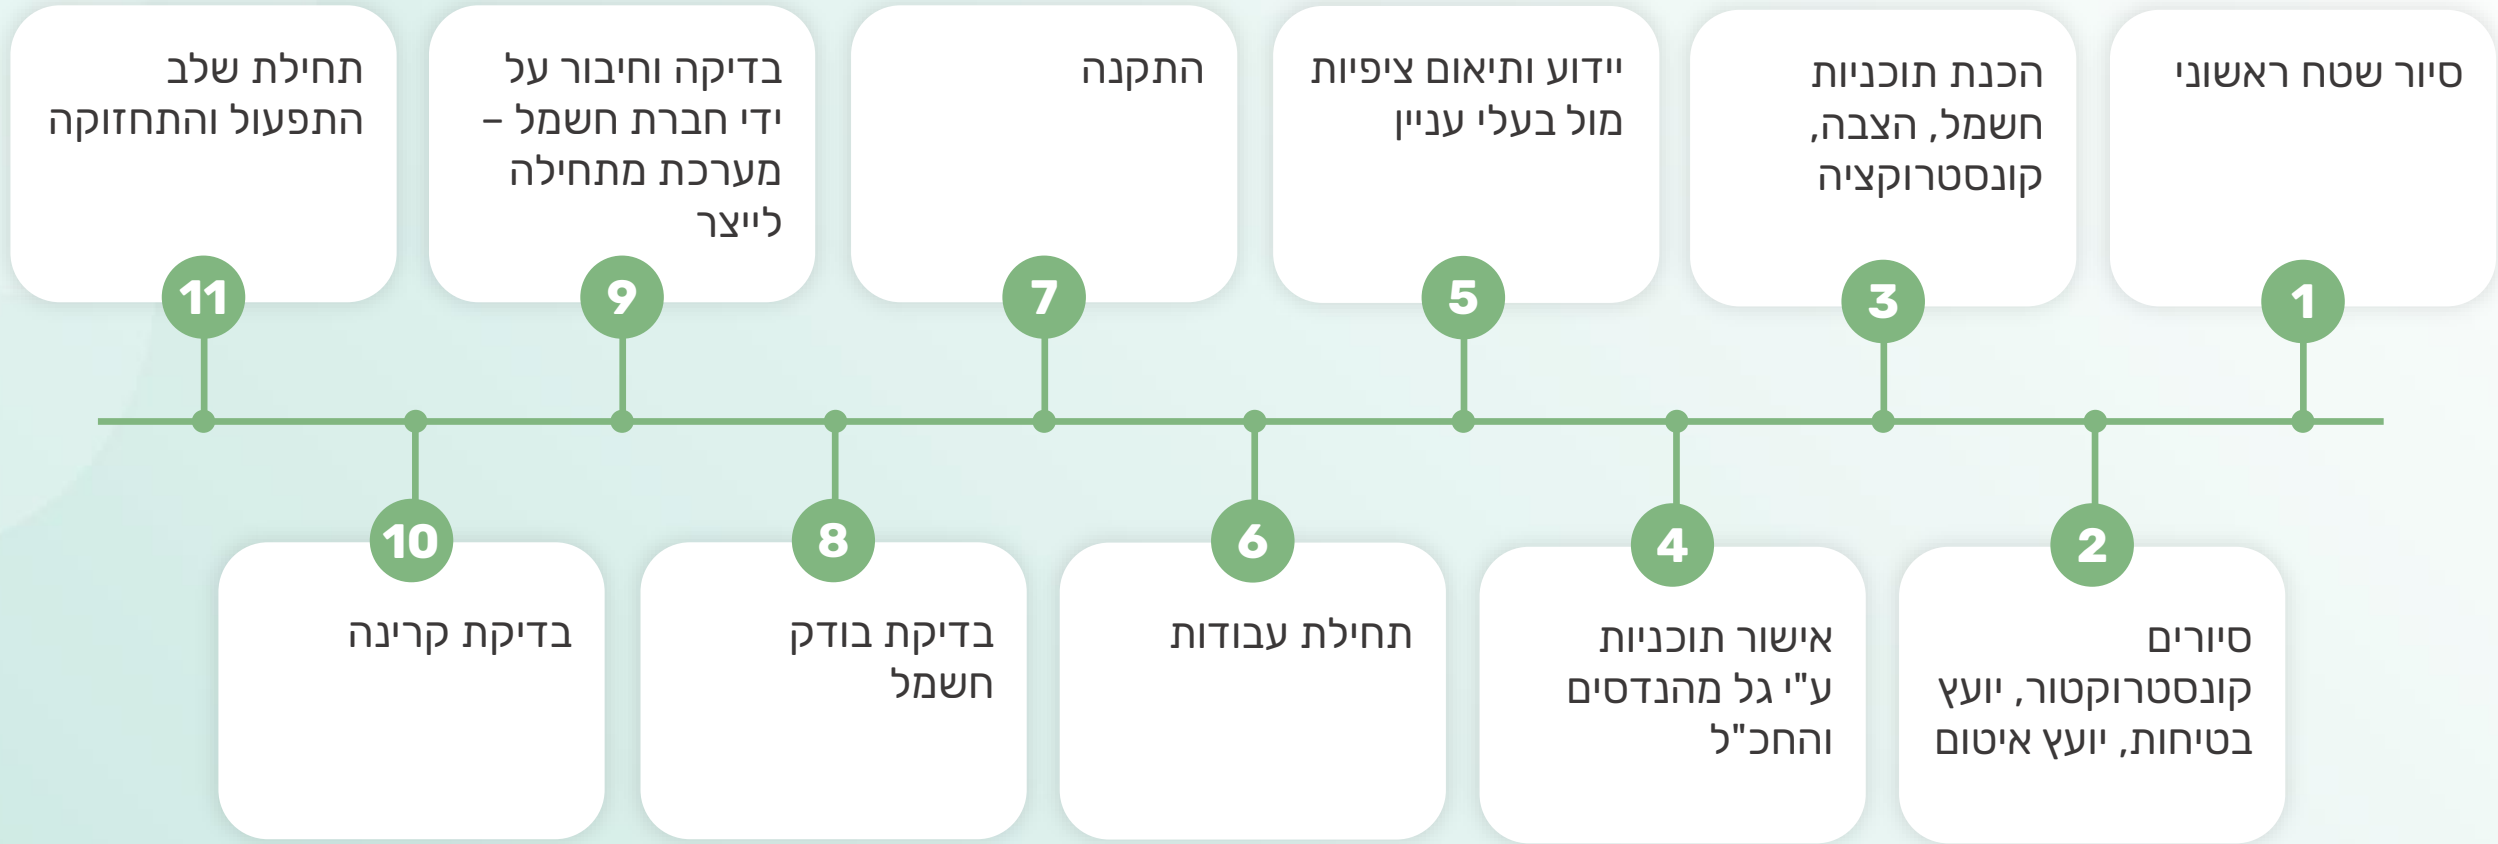 סיור שטח ראשוני
1
2
סיורים
קונסטרוקטור, יועץ
בטיחות, יועץ איטום
הכנת תוכניות
חשמל, הצבה,
קונסטרוקציה
3
4
אישור תוכניות
ע"י גל מהנדסים
והחכ"ל
יידוע ותיאום ציפיות
מול בעלי עניין
5
6
תחילת עבודות
התקנה
7
8
בדיקת בודק
חשמל
בדיקה וחיבור על
ידי חברת חשמל –
מערכת מתחילה
לייצר
9
10
בדיקת קרינה
תחילת שלב
התפעול והתחזוקה
11